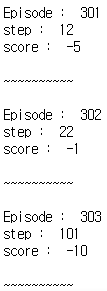 Episode :  301
step :  12
score :  -5
~~~~~~~~~~
Episode :  302
step :  22
score :  -1
~~~~~~~~~~
Episode :  303
step :  101
score :  -10
~~~~~~~~~~